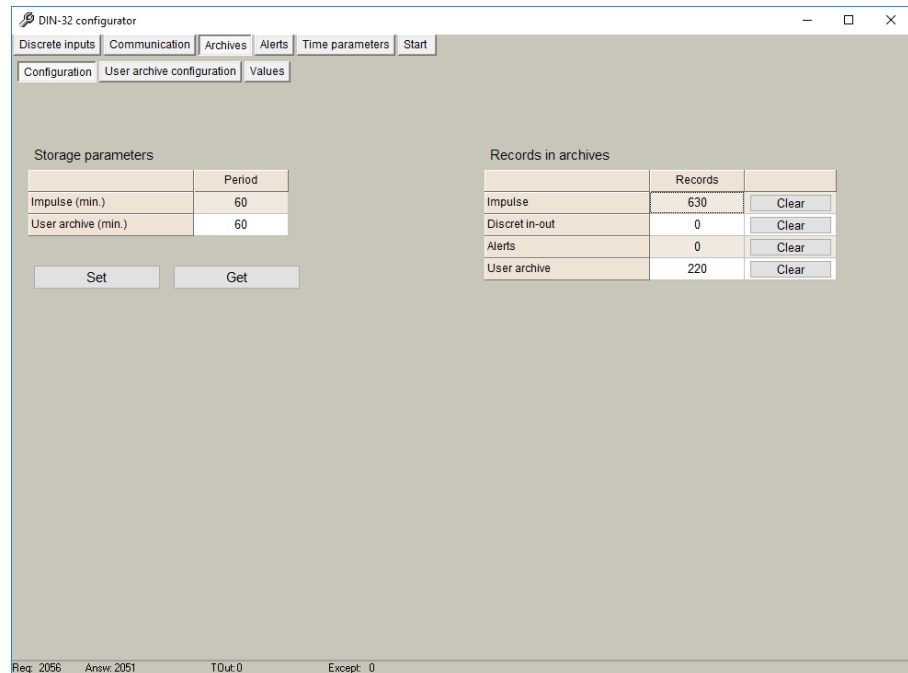 DIN-32 configurator
Discrete inputs Communication Archives Alerts Time parameters Start
Configuration User archive configuration Values
Storage parameters
Period
Impulse (min.) 60
User archive (min.) 60
Set Get
Records in archives
Records
Impulse 630 Clear
Discret in-out 0 Clear
Alerts 0 Clear
User archive 220 Clear
Req: 2056 Answ: 2051 TOut:0 Except: 0